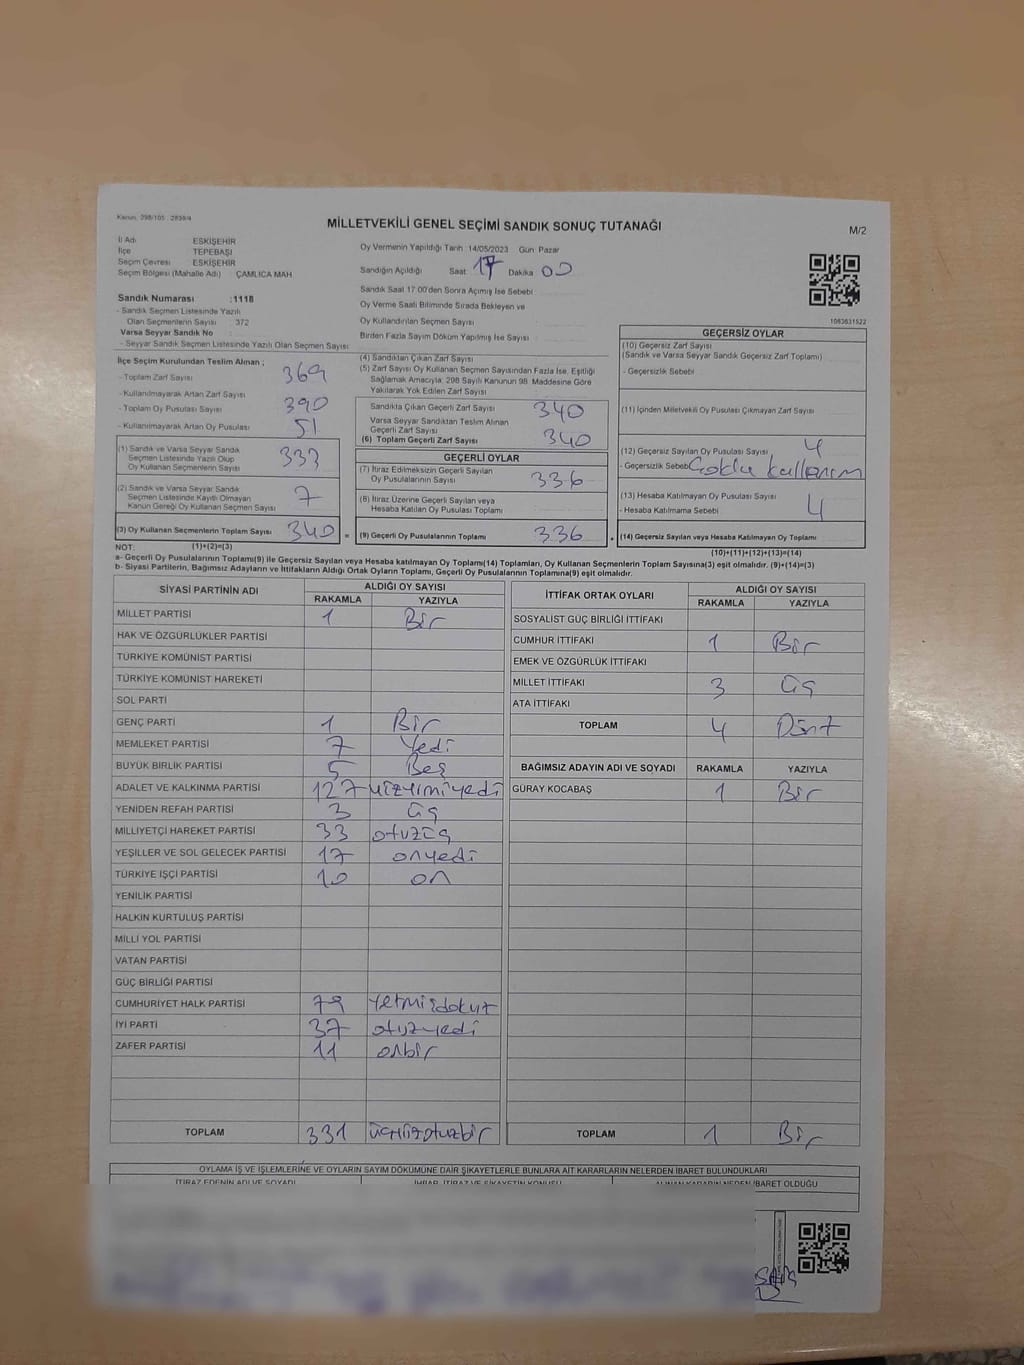 Kanun, 298/105 : 2839/4
MİLLETVEKİLİ GENEL SEÇİMİ SANDIK SONUÇ TUTANAĞI
M/2
İl Adı ESKİŞEHİR
İlçe TEPEBAŞI
Seçim Çevresi ESKİŞEHİR
Seçim Bölgesi (Mahalle Adı) : ÇAMLICA MAH
Oy Vermenin Yapıldığı Tarih :14/05/2023 Gün: Pazar
Sandığın Açıldığı Saat 17 Dakika 00
Sandık Saat 17.00'den Sonra Açılmış İse Sebebi
Oy Verme Saati Bitiminde Sırada Bekleyen ve
Oy Kullandırılan Seçmen Sayısı
Birden Fazla Sayım Döküm Yapılmış İse Sayısı
1083631522
Sandık Numarası :1118
- Sandık Seçmen Listesinde Yazılı
Olan Seçmenlerin Sayısı 372
Varsa Seyyar Sandık No
- Seyyar Sandık Seçmen Listesinde Yazılı Olan Seçmen Sayısı
İlçe Seçim Kurulundan Teslim Alınan ;
- Toplam Zarf Sayısı 369
- Kullanılmayarak Artan Zarf Sayısı
- Toplam Oy Pusulası Sayısı 390
- Kullanılmayarak Artan Oy Pusulası 51
(1) Sandık ve Varsa Seyyar Sandık
Seçmen Listesinde Yazılı Olup
Oy Kullanan Seçmenlerin Sayısı 333
(2) Sandık ve Varsa Seyyar Sandık
Seçmen Listesinde Kayıtlı Olmayan
Kanun Gereği Oy Kullanan Seçmen Sayısı 7
(3) Oy Kullanan Seçmenlerin Toplam Sayısı 340 =
(4) Sandıktan Çıkan Zarf Sayısı
(5) Zarf Sayısı Oy Kullanan Seçmen Sayısından Fazla İse, Eşitliği
Sağlamak Amacıyla; 298 Sayılı Kanunun 98. Maddesine Göre
Yakılarak Yok Edilen Zarf Sayısı
Sandıkta Çıkan Geçerli Zarf Sayısı 340
Varsa Seyyar Sandıktan Teslim Alınan
Geçerli Zarf Sayısı
(6) Toplam Geçerli Zarf Sayısı 340
GEÇERLİ OYLAR
(7) İtiraz Edilmeksizin Geçerli Sayılan
Oy Pusulalarının Sayısı 336
(8) İtiraz Üzerine Geçerli Sayılan veya
Hesaba Katılan Oy Pusulası Toplamı
(9) Geçerli Oy Pusulalarının Toplamı 336 +
GEÇERSİZ OYLAR
(10) Geçersiz Zarf Sayısı
(Sandık ve Varsa Seyyar Sandık Geçersiz Zarf Toplamı)
- Geçersizlik Sebebi
(11) İçinden Milletvekili Oy Pusulası Çıkmayan Zarf Sayısı
(12) Geçersiz Sayılan Oy Pusulası Sayısı 4
- Geçersizlik Sebebi Çoklu kullanım
(13) Hesaba Katılmayan Oy Pusulası Sayısı
- Hesaba Katılmama Sebebi 4
(14) Geçersiz Sayılan veya Hesaba Katılmayan Oy Toplamı
NOT: (1)+(2)=(3)
(10)+(11)+(12)+(13)=(14)
a- Geçerli Oy Pusulalarının Toplamı(9) ile Geçersiz Sayılan veya Hesaba katılmayan Oy Toplamı(14) Toplamları, Oy Kullanan Seçmenlerin Toplam Sayısına(3) eşit olmalıdır. (9)+(14)=(3)
b- Siyasi Partilerin, Bağımsız Adayların ve İttifakların Aldığı Ortak Oyların Toplamı, Geçerli Oy Pusulalarının Toplamına(9) eşit olmalıdır.
SİYASİ PARTİNİN ADI ALDIĞI OY SAYISI
RAKAMLA YAZIYLA
MİLLET PARTİSİ 1 Bir
HAK VE ÖZGÜRLÜKLER PARTİSİ
TÜRKİYE KOMÜNİST PARTİSİ
TÜRKİYE KOMÜNİST HAREKETİ
SOL PARTİ
GENÇ PARTİ 1 Bir
MEMLEKET PARTİSİ 7 Yedi
BÜYÜK BİRLİK PARTİSİ 5 Beş
ADALET VE KALKINMA PARTİSİ 127 yüzyirmiyedi
YENİDEN REFAH PARTİSİ 3 üç
MİLLİYETÇİ HAREKET PARTİSİ 33 otuzüç
YEŞİLLER VE SOL GELECEK PARTİSİ 17 onyedi
TÜRKİYE İŞÇİ PARTİSİ 10 on
YENİLİK PARTİSİ
HALKIN KURTULUŞ PARTİSİ
MİLLİ YOL PARTİSİ
VATAN PARTİSİ
GÜÇ BİRLİĞİ PARTİSİ
CUMHURİYET HALK PARTİSİ 79 yetmişdokuz
İYİ PARTİ 37 otuzyedi
ZAFER PARTİSİ 11 onbir
TOPLAM 331 üçyüzotuzbir
İTTİFAK ORTAK OYLARI ALDIĞI OY SAYISI
RAKAMLA YAZIYLA
SOSYALİST GÜÇ BİRLİĞİ İTTİFAKI
CUMHUR İTTİFAKI 1 Bir
EMEK VE ÖZGÜRLÜK İTTİFAKI
MİLLET İTTİFAKI 3 üç
ATA İTTİFAKI
TOPLAM 4 Dört
BAĞIMSIZ ADAYIN ADI VE SOYADI RAKAMLA YAZIYLA
GÜRAY KOCABAŞ 1 Bir
TOPLAM 1 Bir
OYLAMA İŞ VE İŞLEMLERİNE VE OYLARIN SAYIM DÖKÜMÜNE DAİR ŞİKAYETLERLE BUNLARA AİT KARARLARIN NELERDEN İBARET BULUNDUKLARI
İTİRAZ EDENİN ADI VE SOYADI İHBAR, İTİRAZ VE ŞİKAYETİN KONUSU ALINAN KARARIN NEDEN İBARET OLDUĞU